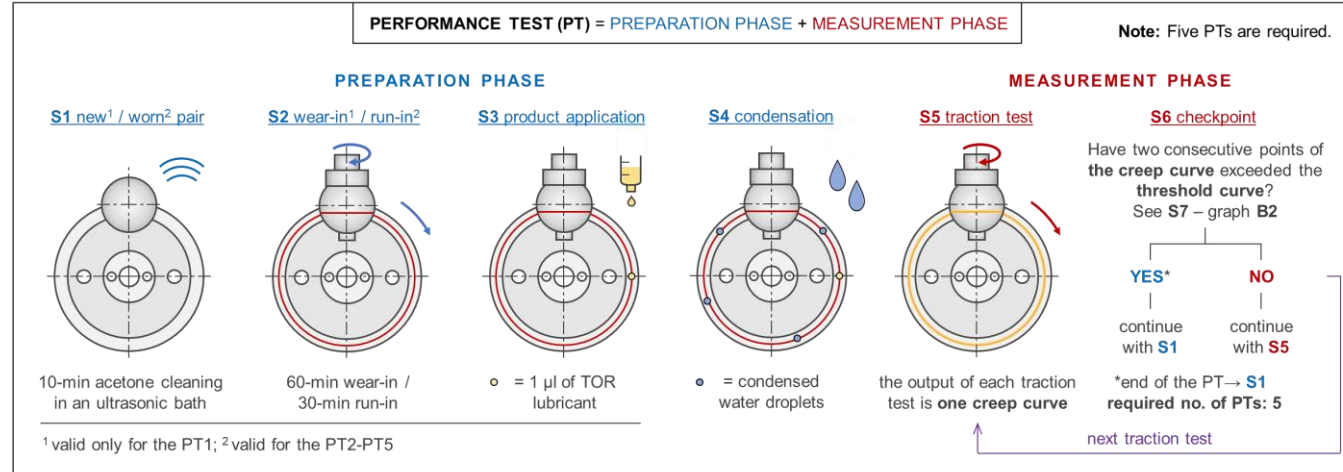 PERFORMANCE TEST (PT) = PREPARATION PHASE + MEASUREMENT PHASE
Note: Five PTs are required.
PREPARATION PHASE
MEASUREMENT PHASE
S1 new¹ / worn² pair
S2 wear-in¹ / run-in²
S3 product application
S4 condensation
S5 traction test
S6 checkpoint
Have two consecutive points of
the creep curve exceeded the
threshold curve?
See S7 – graph B2
YES*
NO
continue
with S1
continue
with S5
10-min acetone cleaning
in an ultrasonic bath
60-min wear-in /
30-min run-in
= 1 µl of TOR
lubricant
= condensed
water droplets
the output of each traction
test is one creep curve
*end of the PT→ S1
required no. of PTs: 5
¹ valid only for the PT1; ² valid for the PT2-PT5
next traction test